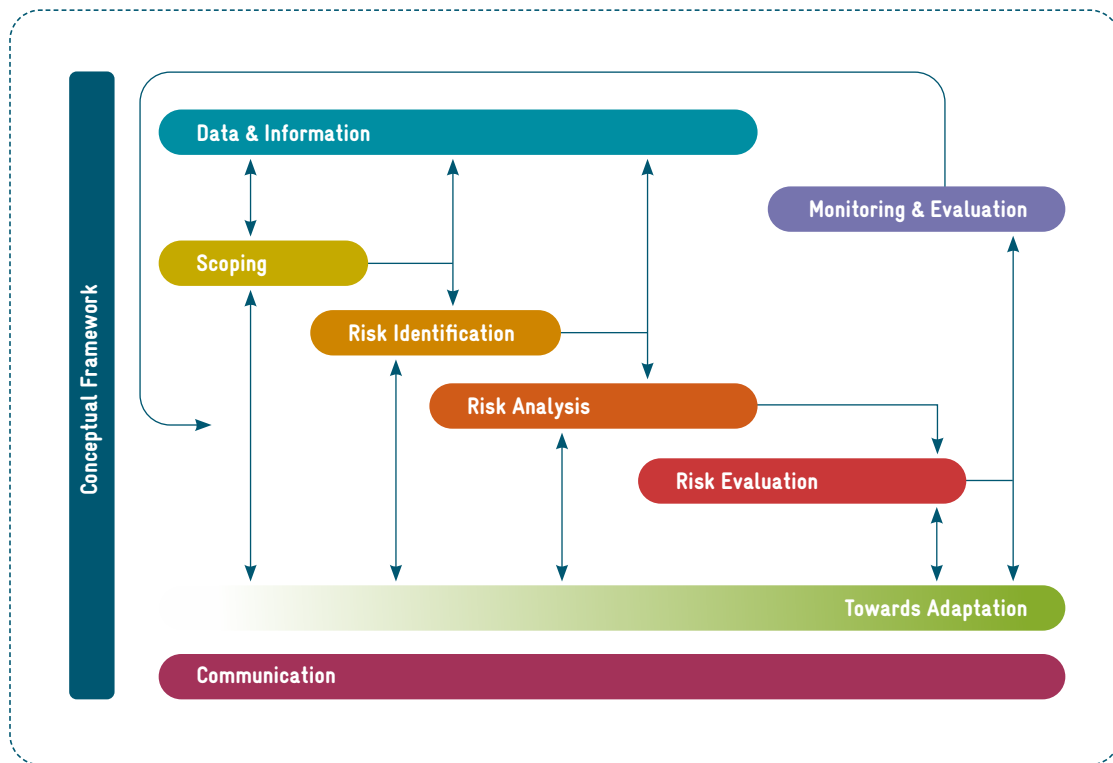 Conceptual Framework
Data & Information
Monitoring & Evaluation
Scoping
Risk Identification
Risk Analysis
Risk Evaluation
Towards Adaptation
Communication